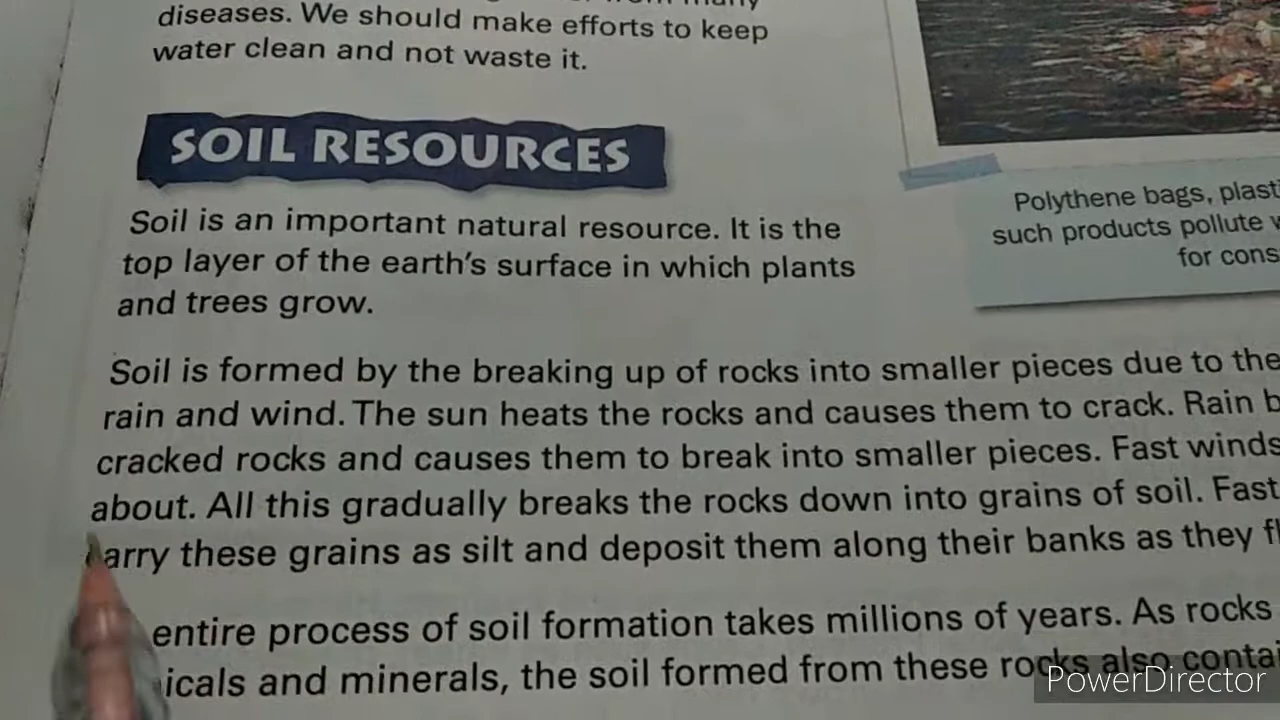 diseases. We should make efforts to keep
water clean and not waste it.
SOIL RESOURCES
Soil is an important natural resource. It is the
top layer of the earth's surface in which plants
and trees grow.
Polythene bags,
such products pollute
for
Soil is formed by the breaking up of rocks into smaller pieces due to the
rain and wind. The sun heats the rocks and causes them to crack. Rain
cracked rocks and causes them to break into smaller pieces. Fast winds
about. All this gradually breaks the rocks down into grains of soil. Fast
carry these grains as silt and deposit them along their banks as they
entire process of soil formation takes millions of years. As rocks
and minerals, the soil formed from these rocks also
PowerDirector